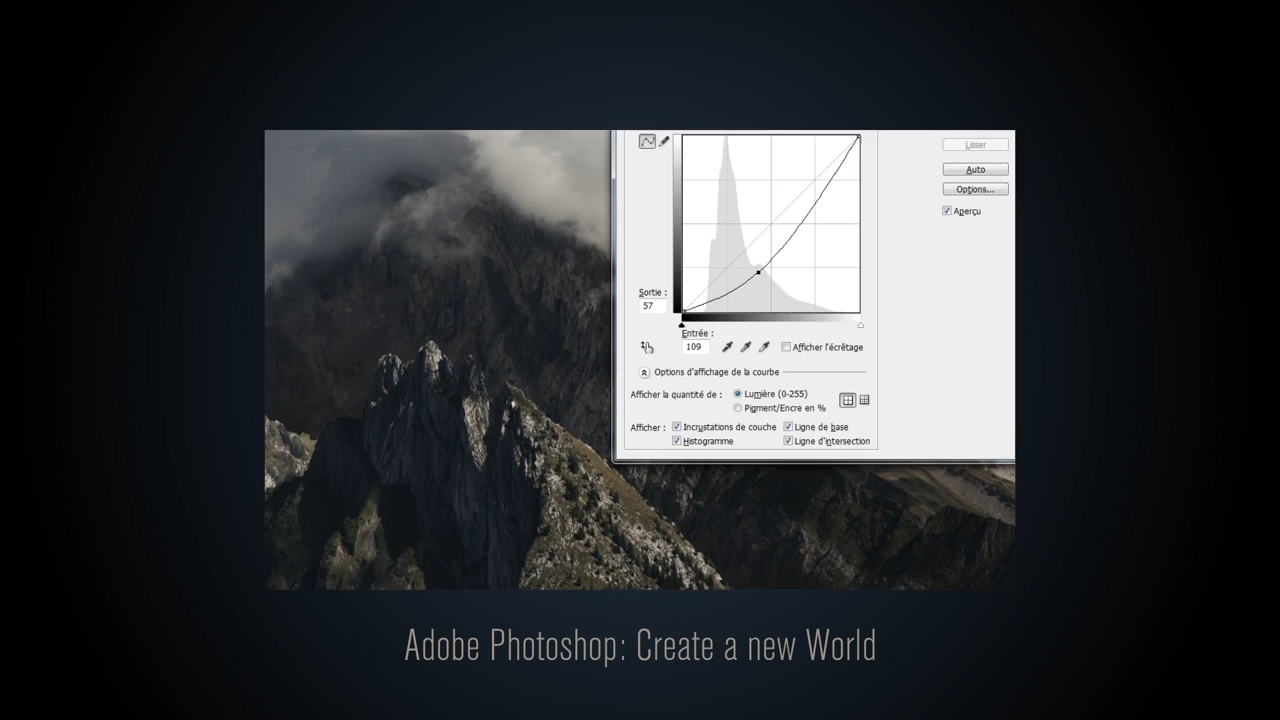 Lisser
Auto
Options...
Aperçu
Sortie :
57
Entrée :
109
Afficher l'écrêtage
Options d'affichage de la courbe
Afficher la quantité de :
Lumière (0-255)
Pigment/Encre en %
Afficher :
Incrustations de couche
Ligne de base
Histogramme
Ligne d'intersection
Adobe Photoshop: Create a new World